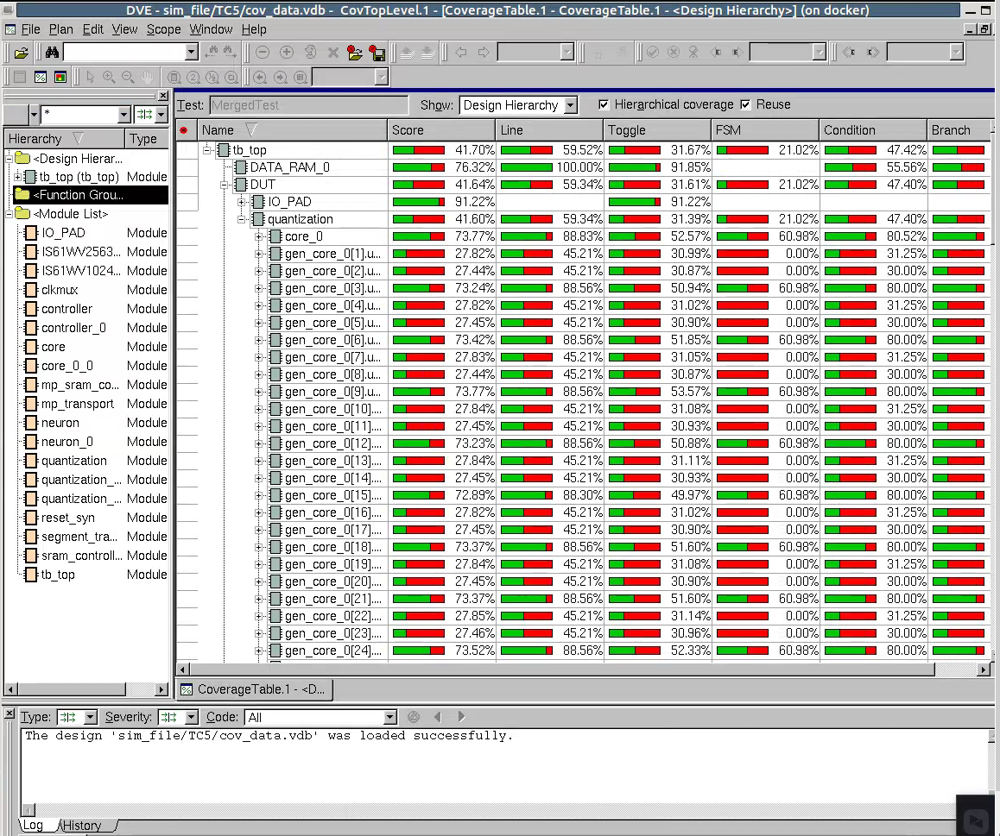 DVE - sim_file/TC5/cov_data.vdb - CovTopLevel.1 - [CoverageTable.1 - CoverageTable.1 - <Design Hierarchy>] (on docker)
File Plan Edit View Scope Window Help
Test: MergedTest Show: Design Hierarchy Hierarchical coverage Reuse
*
Hierarchy Type
<Design Hierar...
tb_top (tb_top) Module
<Function Grou...
<Module List>
IO_PAD Module
IS61WV2563... Module
IS61WV1024... Module
clkmux Module
controller Module
controller_0 Module
core Module
core_0_0 Module
mp_sram_co... Module
mp_transport Module
neuron Module
neuron_0 Module
quantization Module
quantization_... Module
quantization_... Module
reset_syn Module
segment_tra... Module
sram_controll... Module
tb_top Module
Name Score Line Toggle FSM Condition Branch
tb_top 41.70% 59.52% 31.67% 21.02% 47.42%
DATA_RAM_0 76.32% 100.00% 91.85% 55.56%
DUT 41.64% 59.34% 31.61% 21.02% 47.40%
IO_PAD 91.22% 91.22%
quantization 41.60% 59.34% 31.39% 21.02% 47.40%
core_0 73.77% 88.83% 52.57% 60.98% 80.52%
gen_core_0[1].u... 27.82% 45.21% 30.99% 0.00% 31.25%
gen_core_0[2].u... 27.44% 45.21% 30.87% 0.00% 30.00%
gen_core_0[3].u... 73.24% 88.56% 50.94% 60.98% 80.00%
gen_core_0[4].u... 27.82% 45.21% 31.02% 0.00% 31.25%
gen_core_0[5].u... 27.45% 45.21% 30.90% 0.00% 30.00%
gen_core_0[6].u... 73.42% 88.56% 51.85% 60.98% 80.00%
gen_core_0[7].u... 27.83% 45.21% 31.05% 0.00% 31.25%
gen_core_0[8].u... 27.44% 45.21% 30.87% 0.00% 30.00%
gen_core_0[9].u... 73.77% 88.56% 53.57% 60.98% 80.00%
gen_core_0[10].... 27.84% 45.21% 31.08% 0.00% 31.25%
gen_core_0[11].... 27.45% 45.21% 30.93% 0.00% 30.00%
gen_core_0[12].... 73.23% 88.56% 50.88% 60.98% 80.00%
gen_core_0[13].... 27.84% 45.21% 31.11% 0.00% 31.25%
gen_core_0[14].... 27.45% 45.21% 30.93% 0.00% 30.00%
gen_core_0[15].... 72.89% 88.30% 49.97% 60.98% 80.00%
gen_core_0[16].... 27.82% 45.21% 31.02% 0.00% 31.25%
gen_core_0[17].... 27.45% 45.21% 30.90% 0.00% 30.00%
gen_core_0[18].... 73.37% 88.56% 51.60% 60.98% 80.00%
gen_core_0[19].... 27.84% 45.21% 31.08% 0.00% 31.25%
gen_core_0[20].... 27.45% 45.21% 30.90% 0.00% 30.00%
gen_core_0[21].... 73.37% 88.56% 51.60% 60.98% 80.00%
gen_core_0[22].... 27.85% 45.21% 31.14% 0.00% 31.25%
gen_core_0[23].... 27.46% 45.21% 30.96% 0.00% 30.00%
gen_core_0[24].... 73.52% 88.56% 52.33% 60.98% 80.00%
CoverageTable.1 - <D...
Type: Severity: Code: All
The design 'sim_file/TC5/cov_data.vdb' was loaded successfully.
Log History